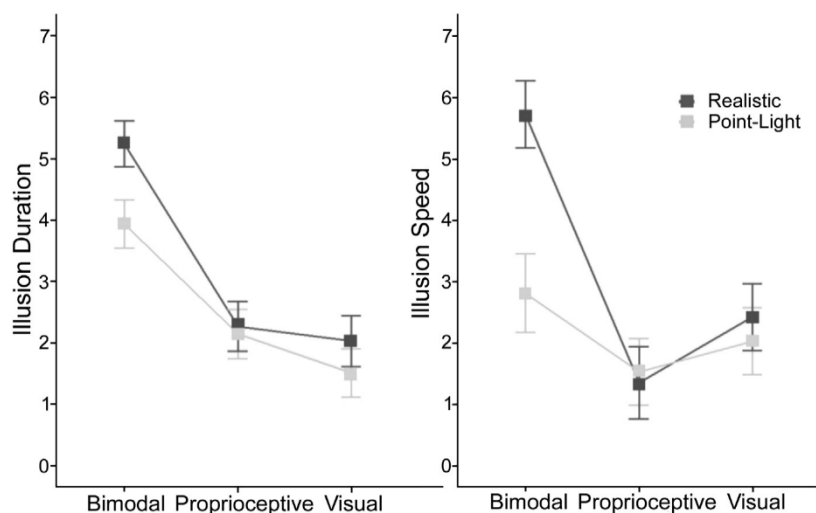 Illusion Duration
7
6
5
4
3
2
1
0
Bimodal Proprioceptive Visual
Illusion Speed
7
6
5
4
3
2
1
0
Bimodal Proprioceptive Visual
Realistic
Point-Light